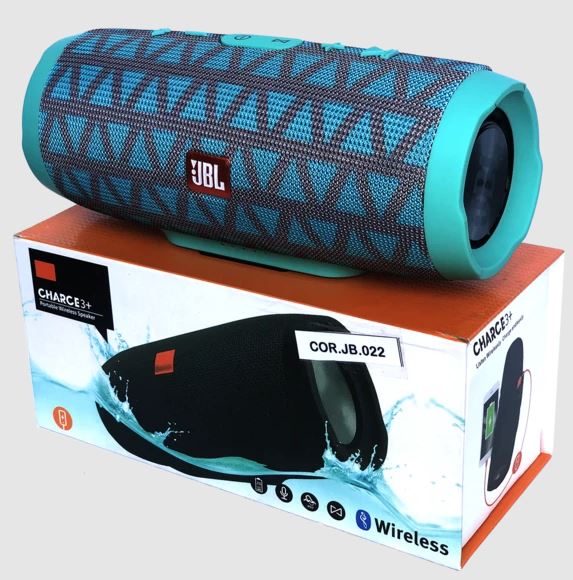 JBL
CHARGE3+
Portable Wireless Speaker
COR.JB.022
CHARGE3+
Wireless